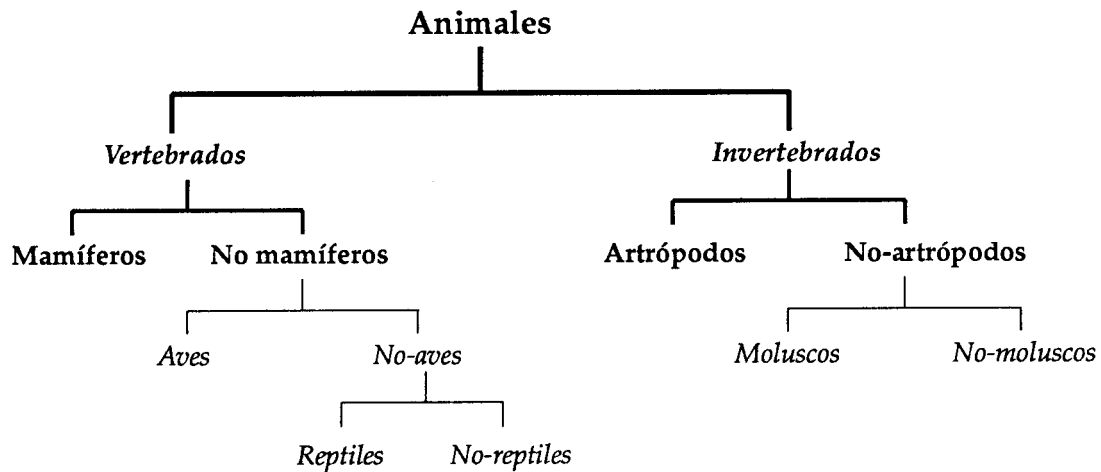 Animales
Vertebrados Invertebrados
Mamíferos No mamíferos Artrópodos No-artrópodos
Aves No-aves Moluscos No-moluscos
Reptiles No-reptiles